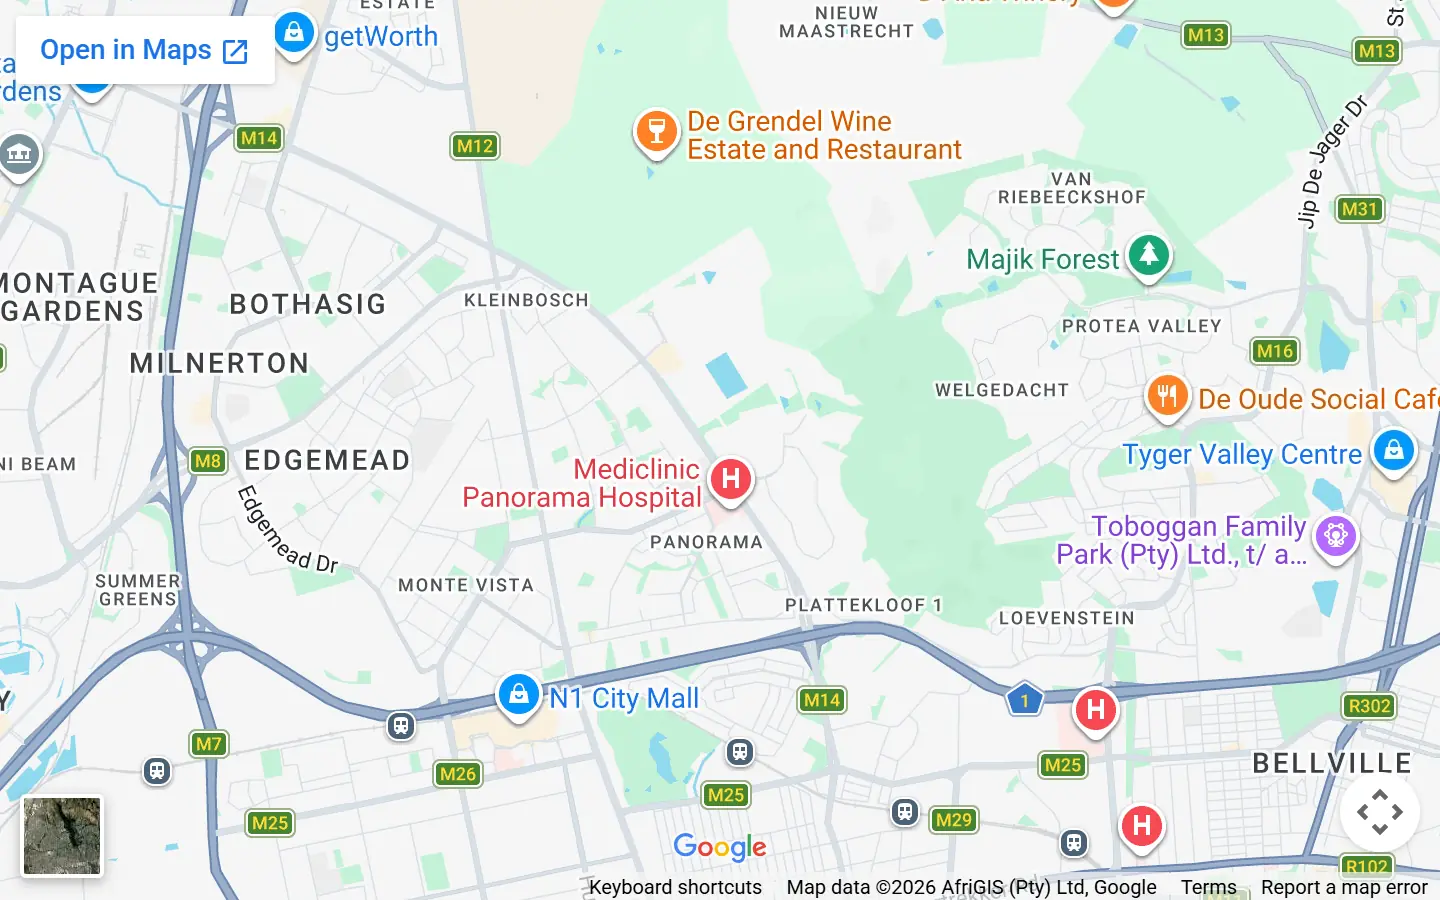 ESTATE
Open in Maps
getWorth
rdens
NIEUW
MAASTRECHT
M13
M13
M14
M12
De Grendel Wine
Estate and Restaurant
Jip De Jager Dr
VAN
RIEBEECKSHOF
M31
Majik Forest
MONTAGUE
GARDENS
BOTHASIG
KLEINBOSCH
PROTEA VALLEY
MILNERTON
M16
WELGEDACHT
De Oude Social Cafe
Tyger Valley Centre
NI BEAM
M8
EDGEMEAD
Edgemead Dr
Mediclinic
Panorama Hospital
H
PANORAMA
Toboggan Family
Park (Pty) Ltd., t/ a...
SUMMER
GREENS
MONTE VISTA
PLATTEKLOOF 1
LOEVENSTEIN
N1 City Mall
M14
1
H
R302
M7
M26
M25
BELLVILLE
M25
M25
M29
H
Google
R102
Keyboard shortcuts
Map data ©2026 AfriGIS (Pty) Ltd, Google
Terms
Report a map error